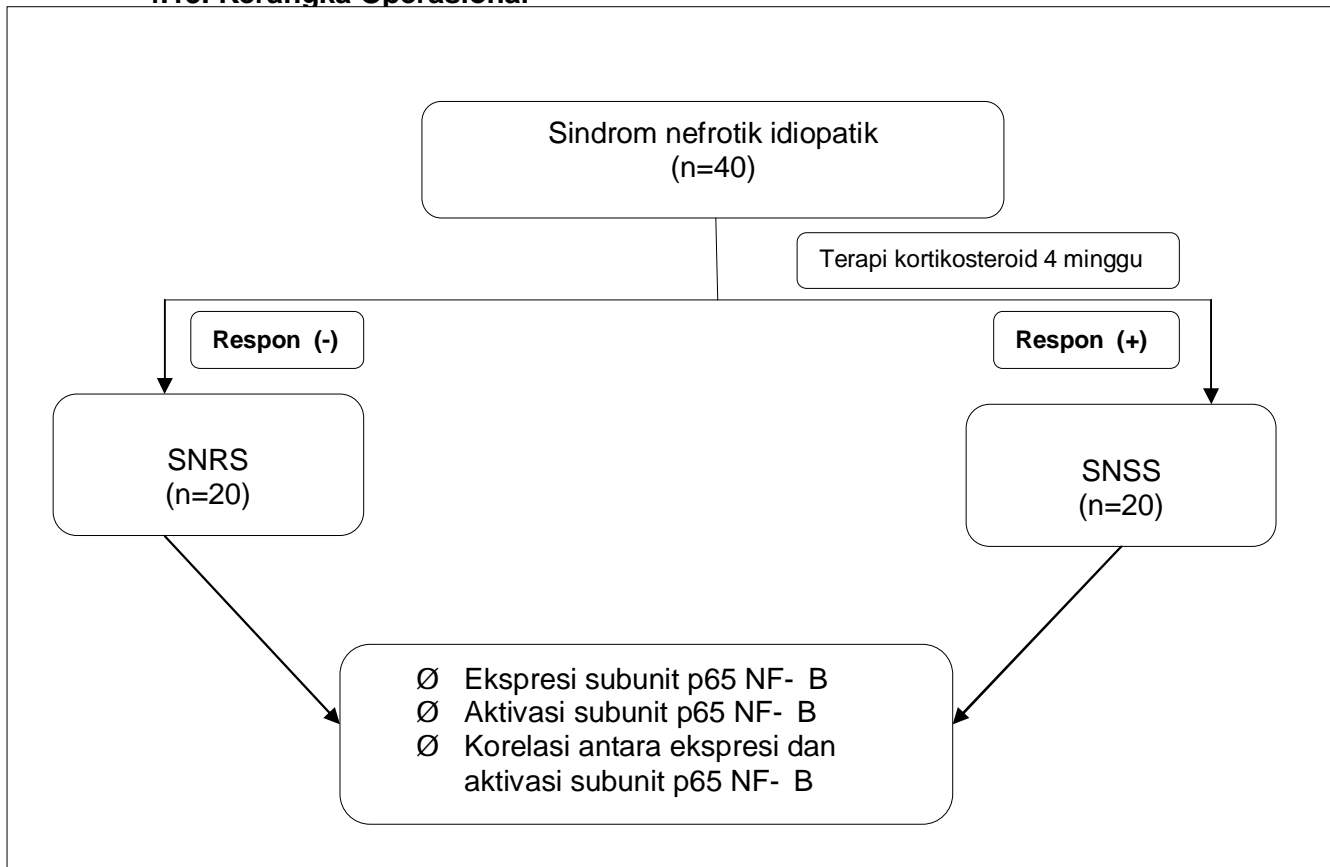 Kerangka Operasional
Sindrom nefrotik idiopatik
(n=40)
Terapi kortikosteroid 4 minggu
Respon (-)
Respon (+)
SNRS
(n=20)
SNSS
(n=20)
Ø Ekspresi subunit p65 NF- B
Ø Aktivasi subunit p65 NF- B
Ø Korelasi antara ekspresi dan
aktivasi subunit p65 NF- B